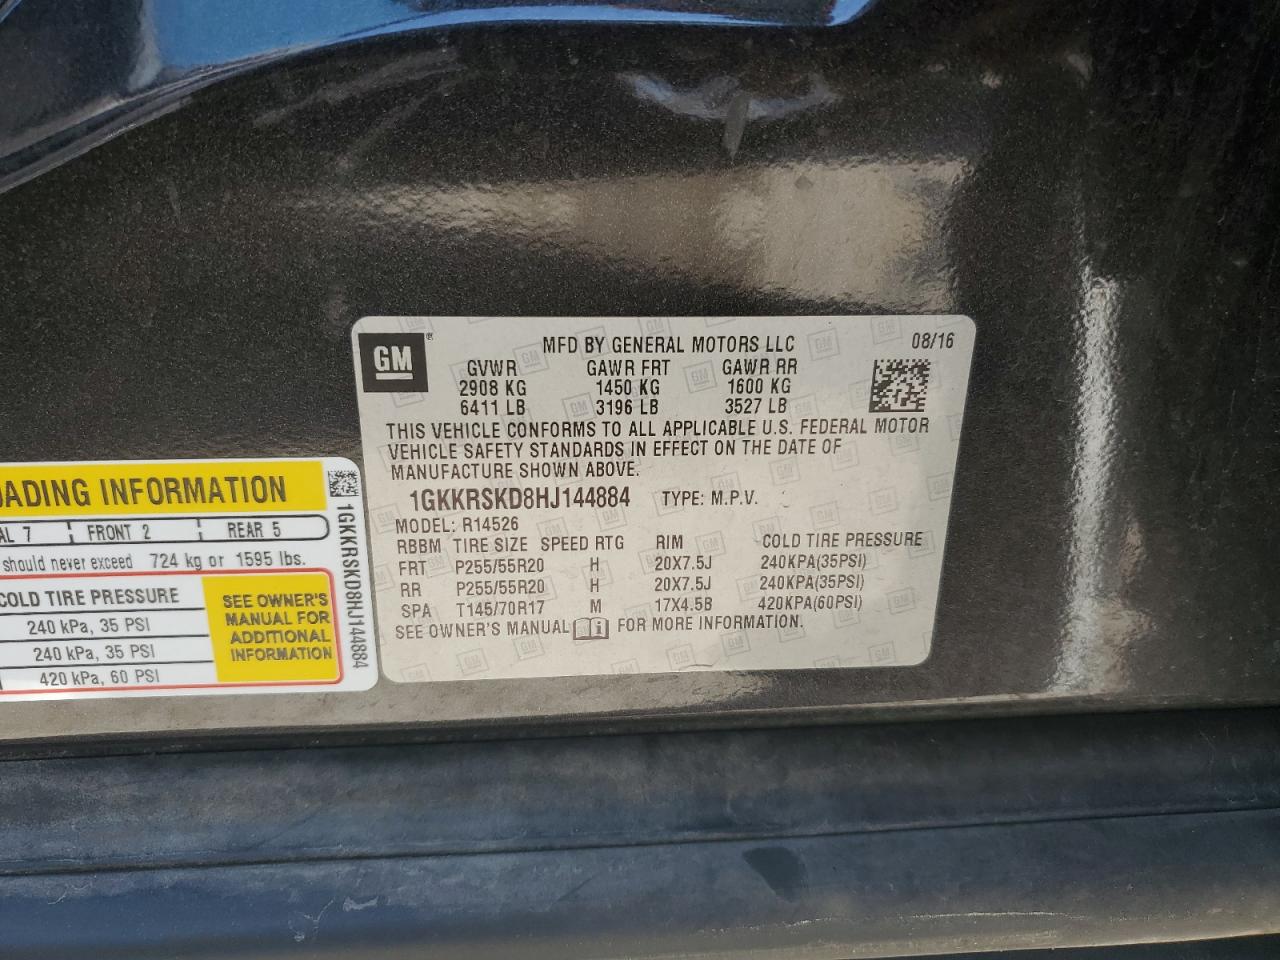 GM ®
MFD BY GENERAL MOTORS LLC 08/16
GVWR GAWR FRT GAWR RR
2908 KG 1450 KG 1600 KG
6411 LB 3196 LB 3527 LB
THIS VEHICLE CONFORMS TO ALL APPLICABLE U.S. FEDERAL MOTOR
VEHICLE SAFETY STANDARDS IN EFFECT ON THE DATE OF
MANUFACTURE SHOWN ABOVE.
1GKKRSKD8HJ144884 TYPE: M.P.V.
MODEL: R14526
RBBM TIRE SIZE SPEED RTG RIM COLD TIRE PRESSURE
FRT P255/55R20 H 20X7.5J 240KPA(35PSI)
RR P255/55R20 H 20X7.5J 240KPA(35PSI)
SPA T145/70R17 M 17X4.5B 420KPA(60PSI)
SEE OWNER'S MANUAL FOR MORE INFORMATION.
OADING INFORMATION
AL 7 FRONT 2 REAR 5
should never exceed 724 kg or 1595 lbs.
COLD TIRE PRESSURE
240 kPa, 35 PSI
240 kPa, 35 PSI
420 kPa, 60 PSI
SEE OWNER'S
MANUAL FOR
ADDITIONAL
INFORMATION
1GKKRSKD8HJ144884